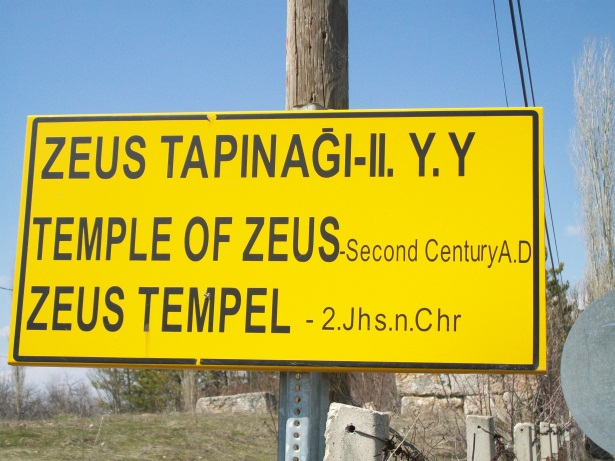 ZEUS TAPINAĞI-II. Y. Y
TEMPLE OF ZEUS-Second CenturyA.D
ZEUS TEMPEL - 2.Jhs.n.Chr